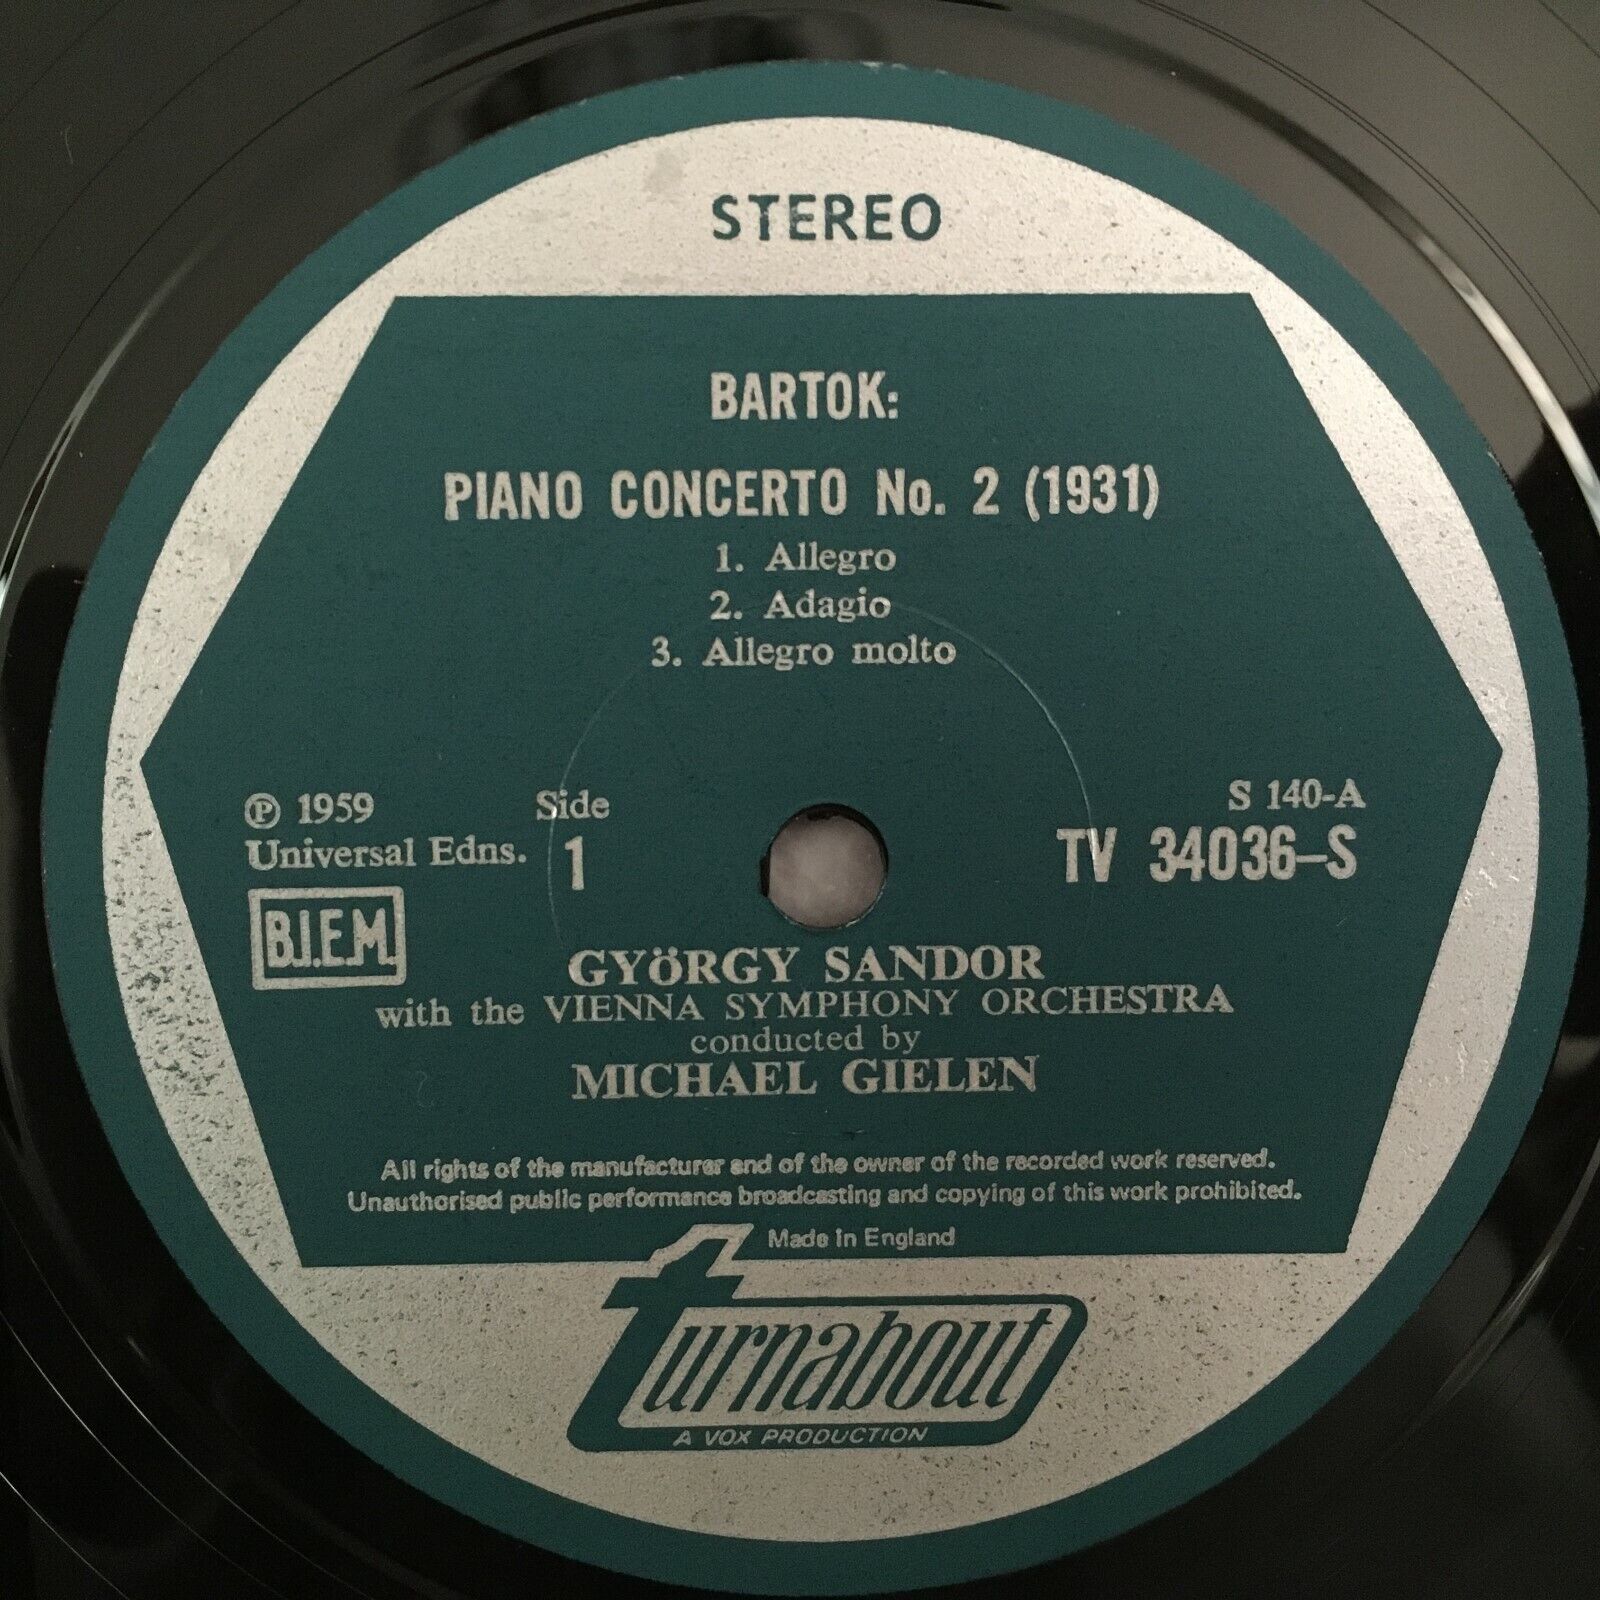 STEREO
BARTOK:
PIANO CONCERTO No. 2 (1931)
1. Allegro
2. Adagio
3. Allegro molto
Ⓟ 1959
Universal Edns.
B.I.E.M.
Side
1
S 140-A
TV 34036-S
GYÖRGY SANDOR
with the VIENNA SYMPHONY ORCHESTRA
conducted by
MICHAEL GIELEN
All rights of the manufacturer and of the owner of the recorded work reserved.
Unauthorised public performance broadcasting and copying of this work prohibited.
Made in England
turnabout
A VOX PRODUCTION